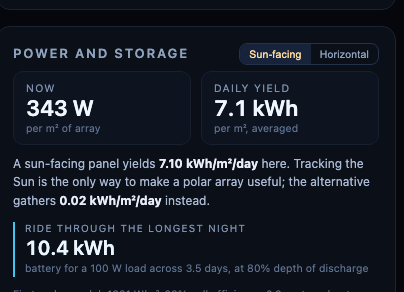 POWER AND STORAGE
Sun-facing Horizontal
NOW
343 W
per m² of array
DAILY YIELD
7.1 kWh
per m², averaged
A sun-facing panel yields 7.10 kWh/m²/day here. Tracking the
Sun is the only way to make a polar array useful; the alternative
gathers 0.02 kWh/m²/day instead.
RIDE THROUGH THE LONGEST NIGHT
10.4 kWh
battery for a 100 W load across 3.5 days, at 80% depth of discharge